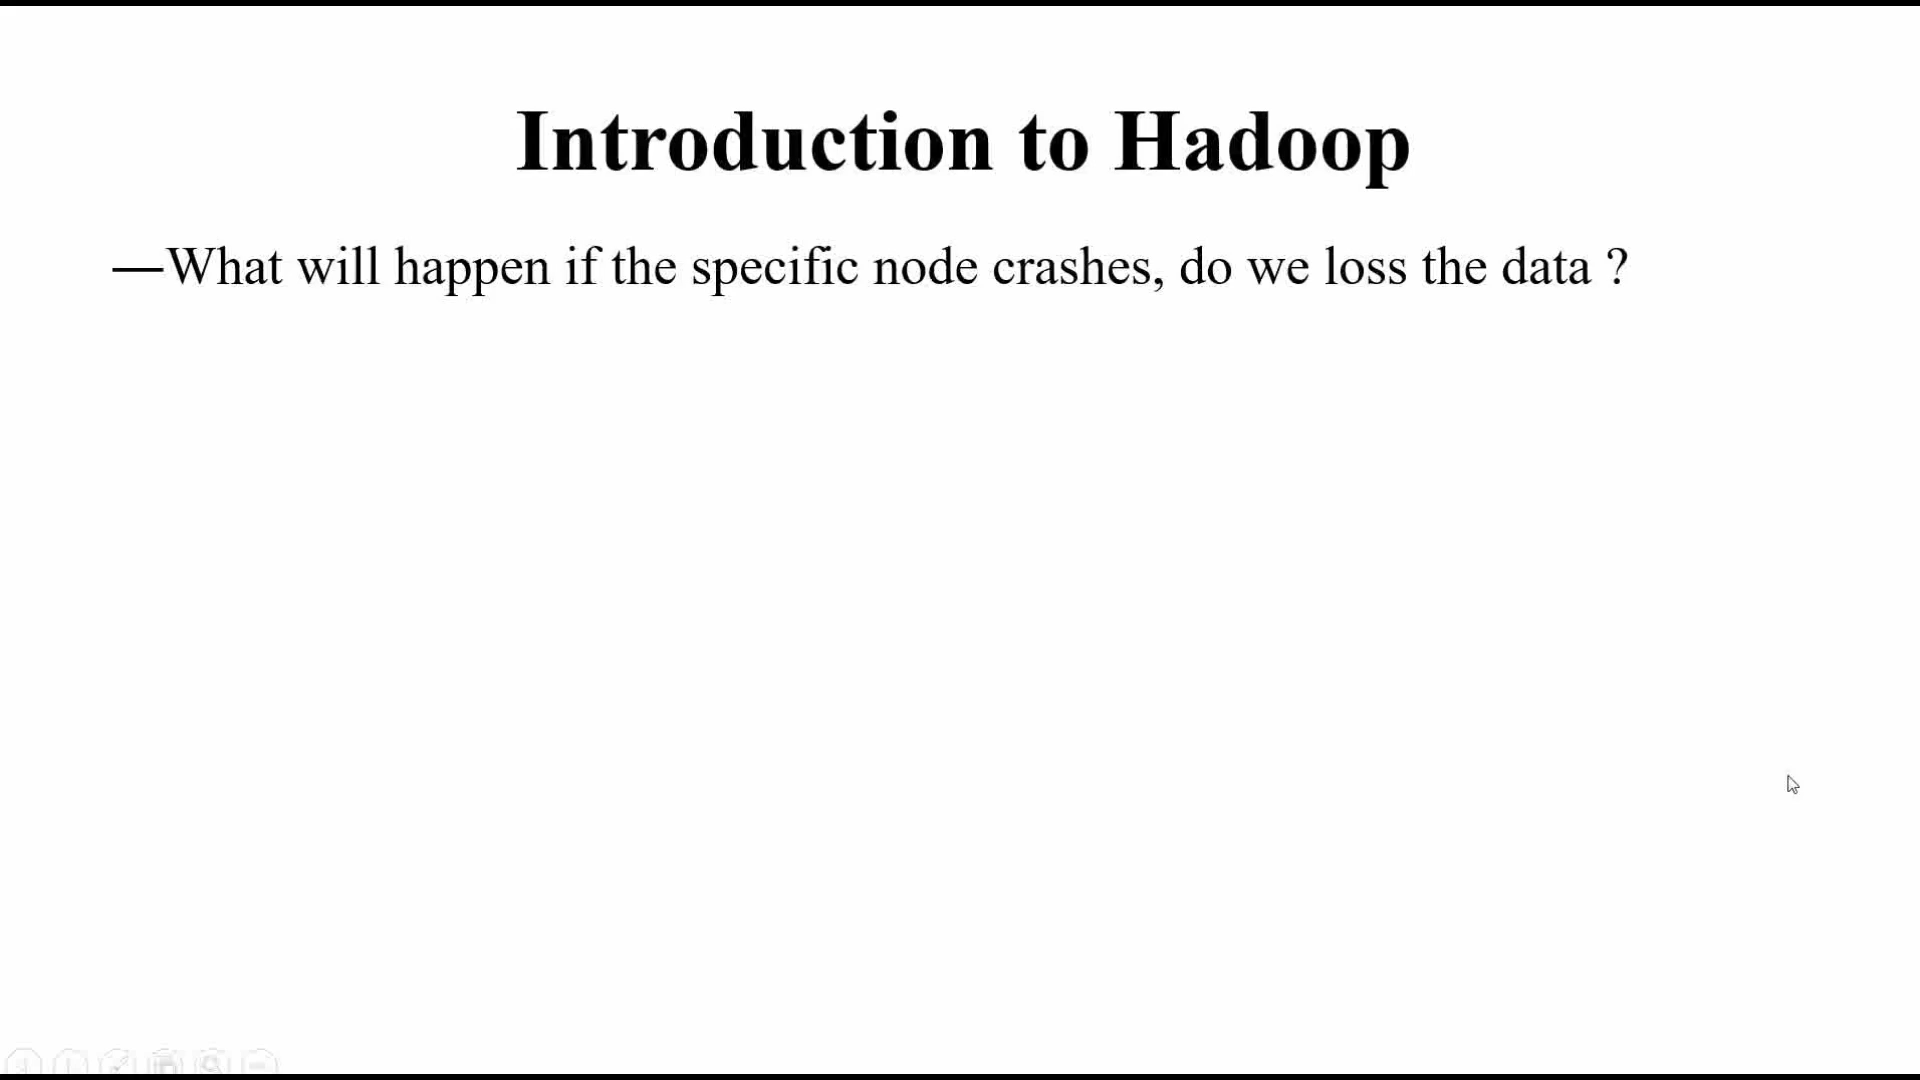 Introduction to Hadoop
—What will happen if the specific node crashes, do we loss the data ?